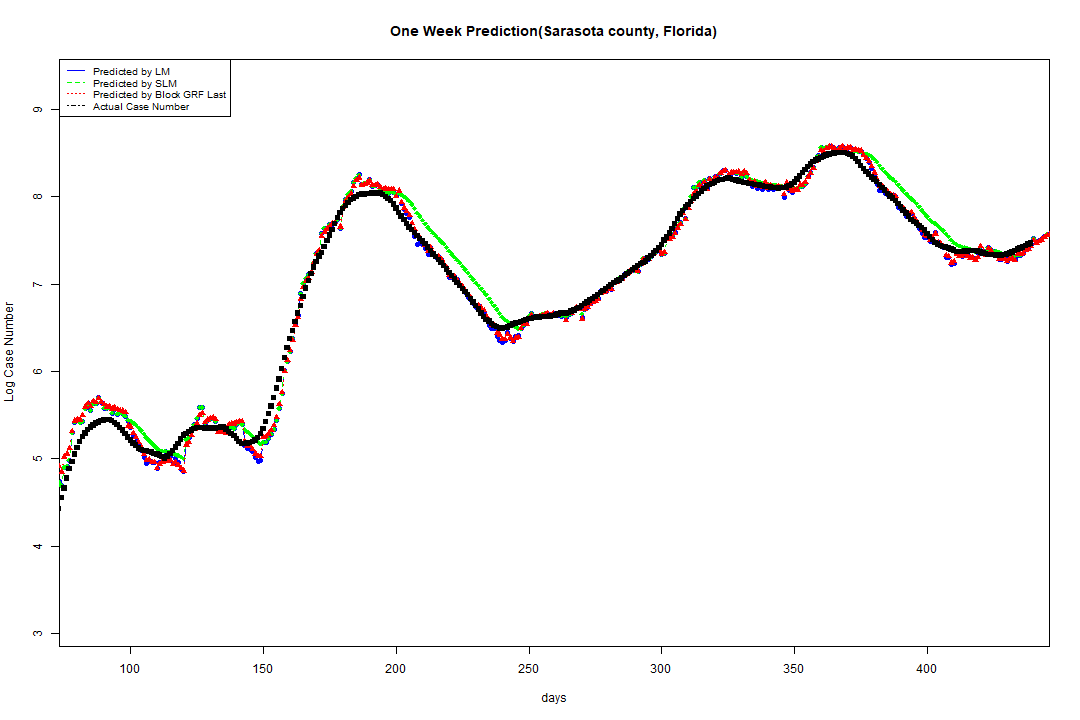 One Week Prediction(Sarasota county, Florida)
Predicted by LM
Predicted by SLM
Predicted by Block GRF Last
Actual Case Number
Log Case Number
9
8
7
6
5
4
3
100 150 200 250 300 350 400
days